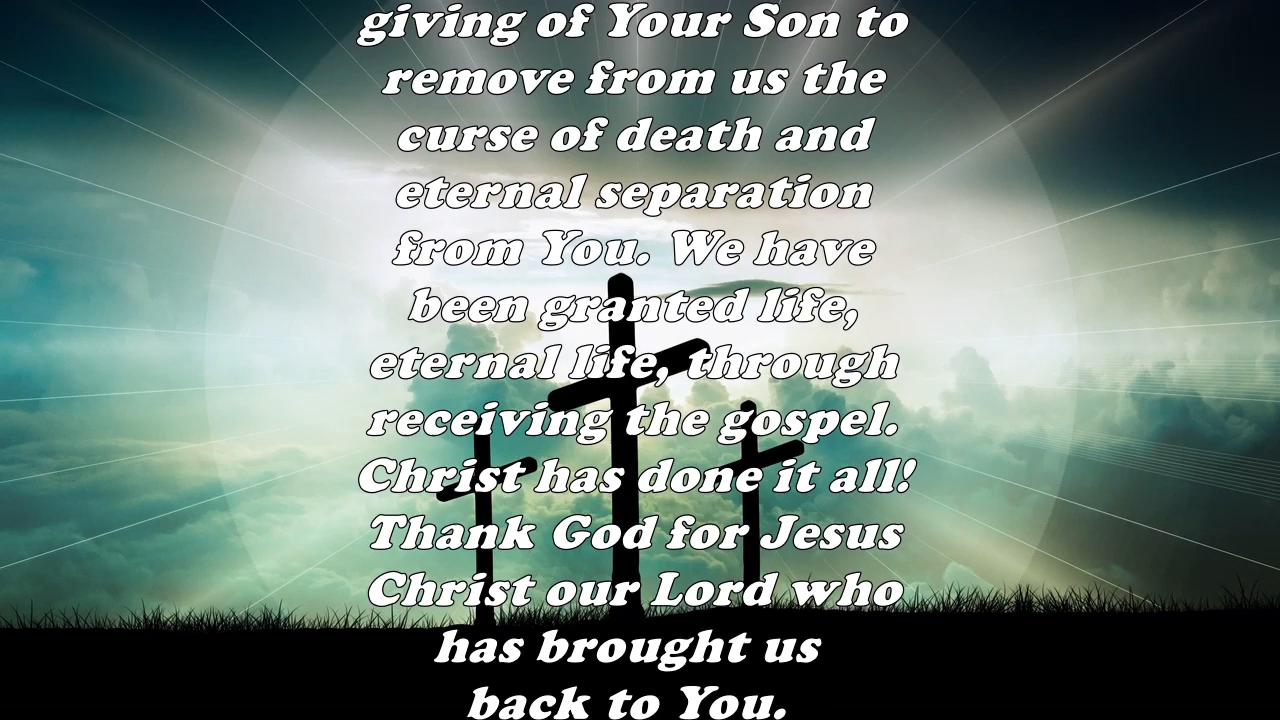 giving of Your Son to
remove from us the
curse of death and
eternal separation
from You. We have
been granted life,
eternal life, through
receiving the gospel.
Christ has done it all!
Thank God for Jesus
Christ our Lord who
has brought us
back to You.